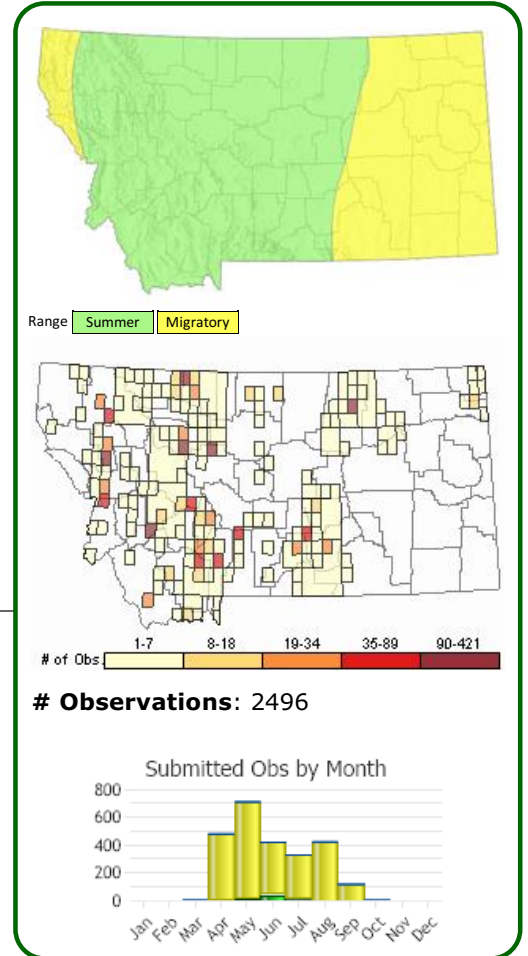 Range Summer Migratory
1-7 8-18 19-34 35-89 90-421
# of Obs.
# Observations: 2496
Submitted Obs by Month
800
600
400
200
0
Jan Feb Mar Apr May Jun Jul Aug Sep Oct Nov Dec